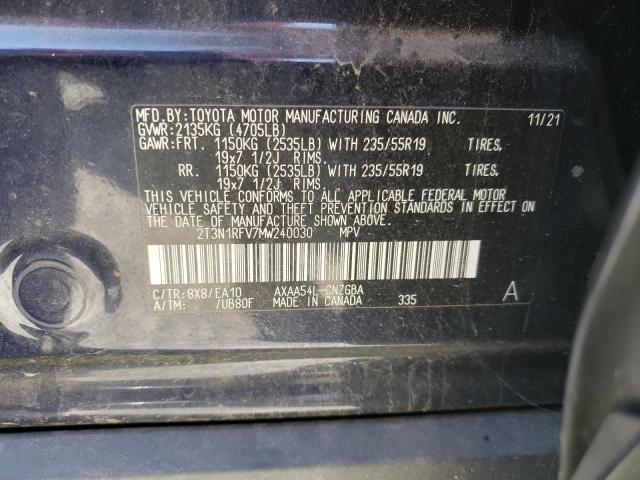 MFD.BY:TOYOTA MOTOR MANUFACTURING CANADA INC. 11/21
GVWR:2135KG (4705LB)
GAWR:FRT. 1150KG (2535LB) WITH 235/55R19 TIRES,
19x7 1/2J RIMS.
RR. 1150KG (2535LB) WITH 235/55R19 TIRES,
19x7 1/2J RIMS.
THIS VEHICLE CONFORMS TO ALL APPLICABLE FEDERAL MOTOR
VEHICLE SAFETY AND THEFT PREVENTION STANDARDS IN EFFECT ON
THE DATE OF MANUFACTURE SHOWN ABOVE.
2T3N1RFV7MW240030 MPV
C/TR:8X8/EA10 AXAA54L-CNZGBA
A/TM: /UB80F MADE IN CANADA 335 A